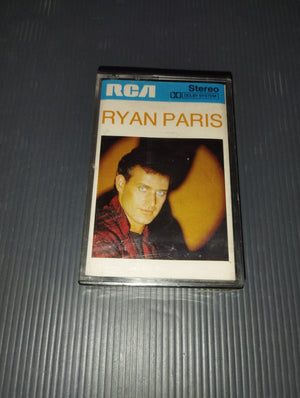 RCA
Stereo
DOLBY SYSTEM
RYAN PARIS